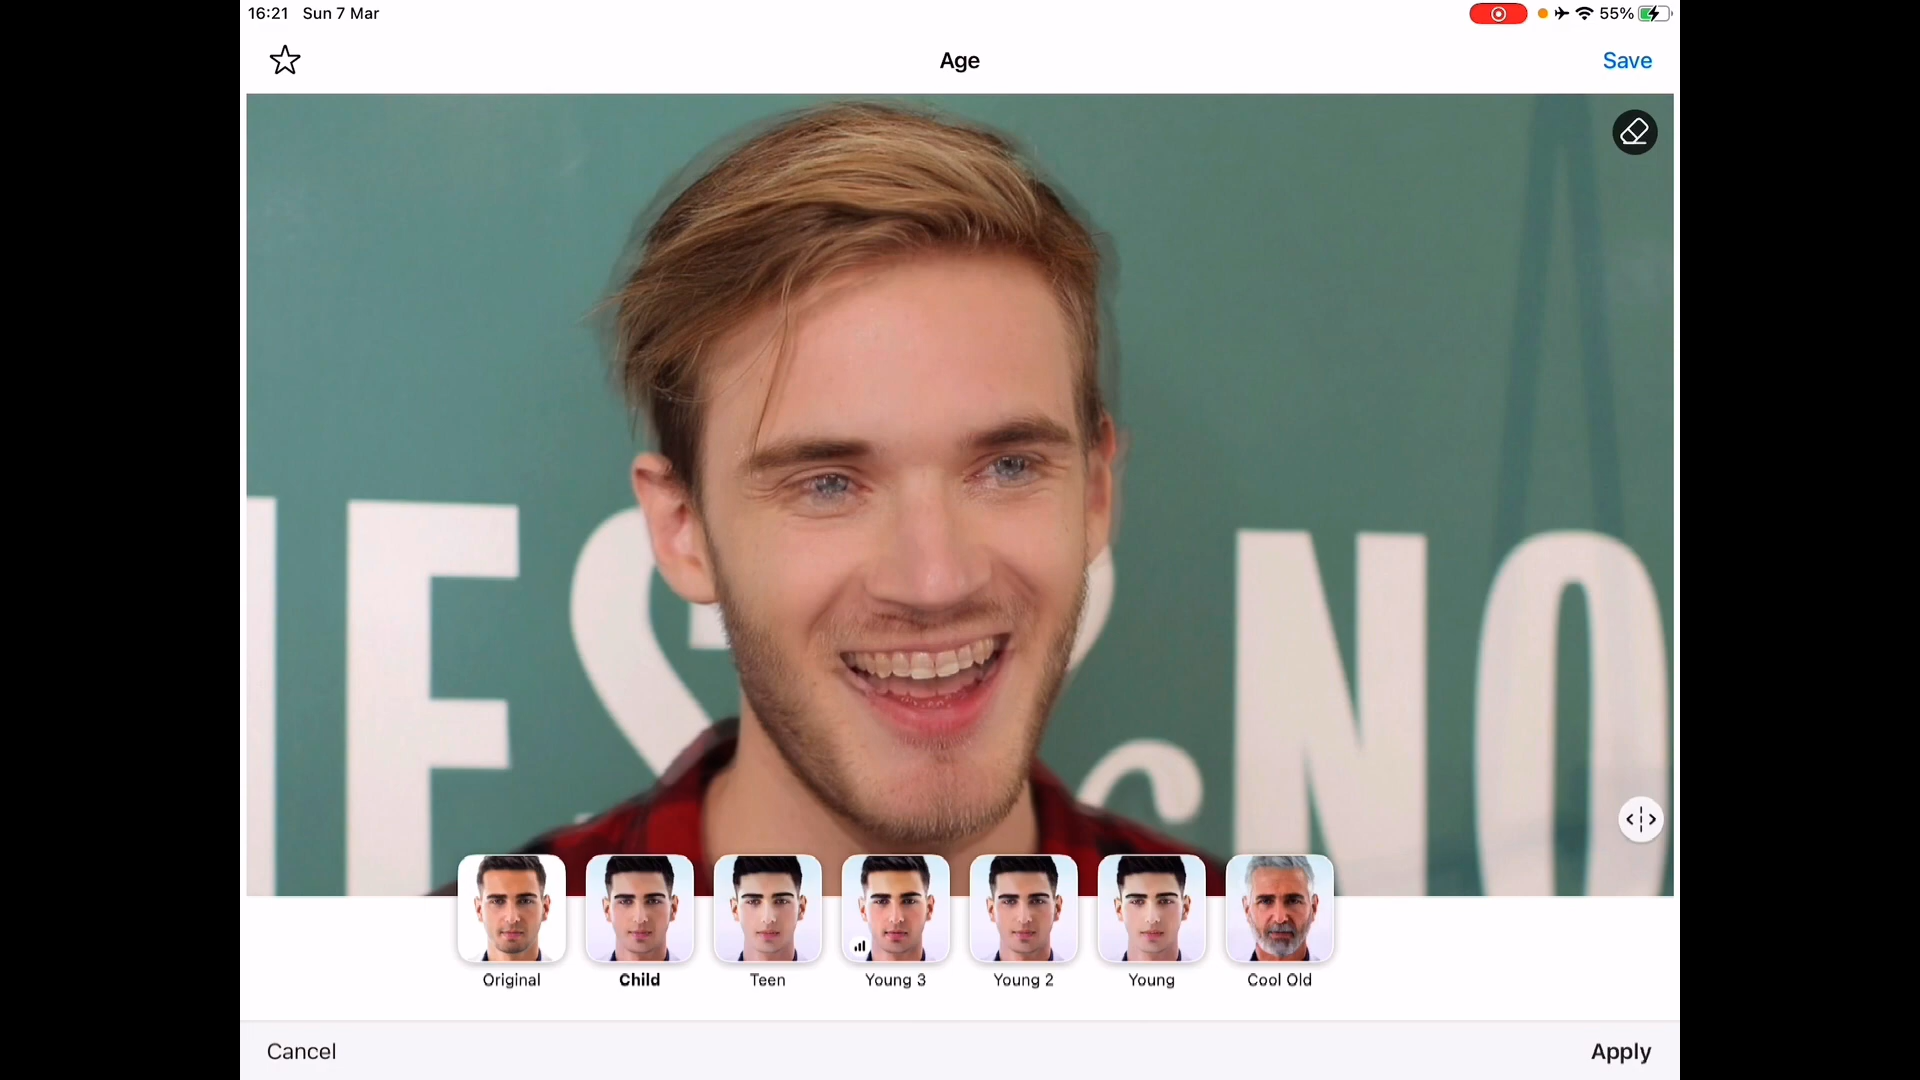 16:21 Sun 7 Mar
55%
Age
Save
NO
Original
Child
Teen
Young 3
Young 2
Young
Cool Old
Cancel
Apply